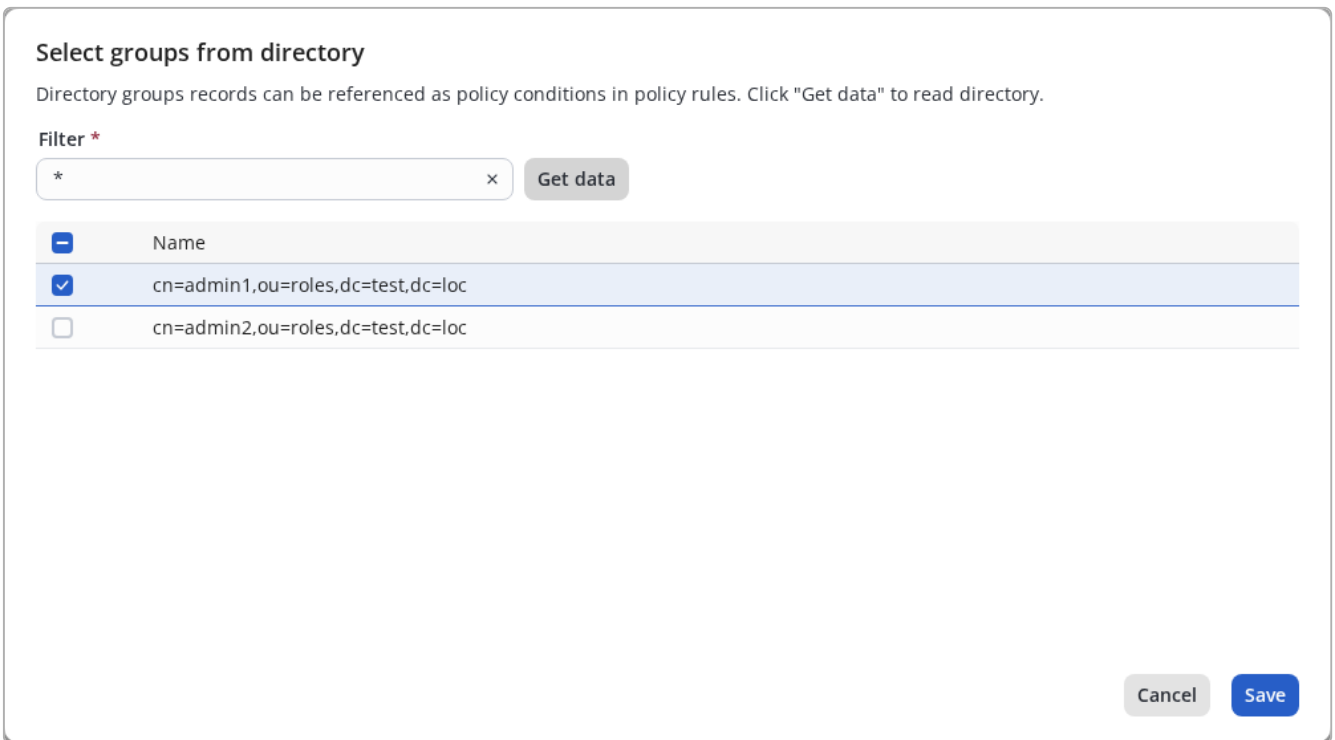 Select groups from directory
Directory groups records can be referenced as policy conditions in policy rules. Click "Get data" to read directory.
Filter *
* × Get data
Name
cn=admin1,ou=roles,dc=test,dc=loc
cn=admin2,ou=roles,dc=test,dc=loc
Cancel Save